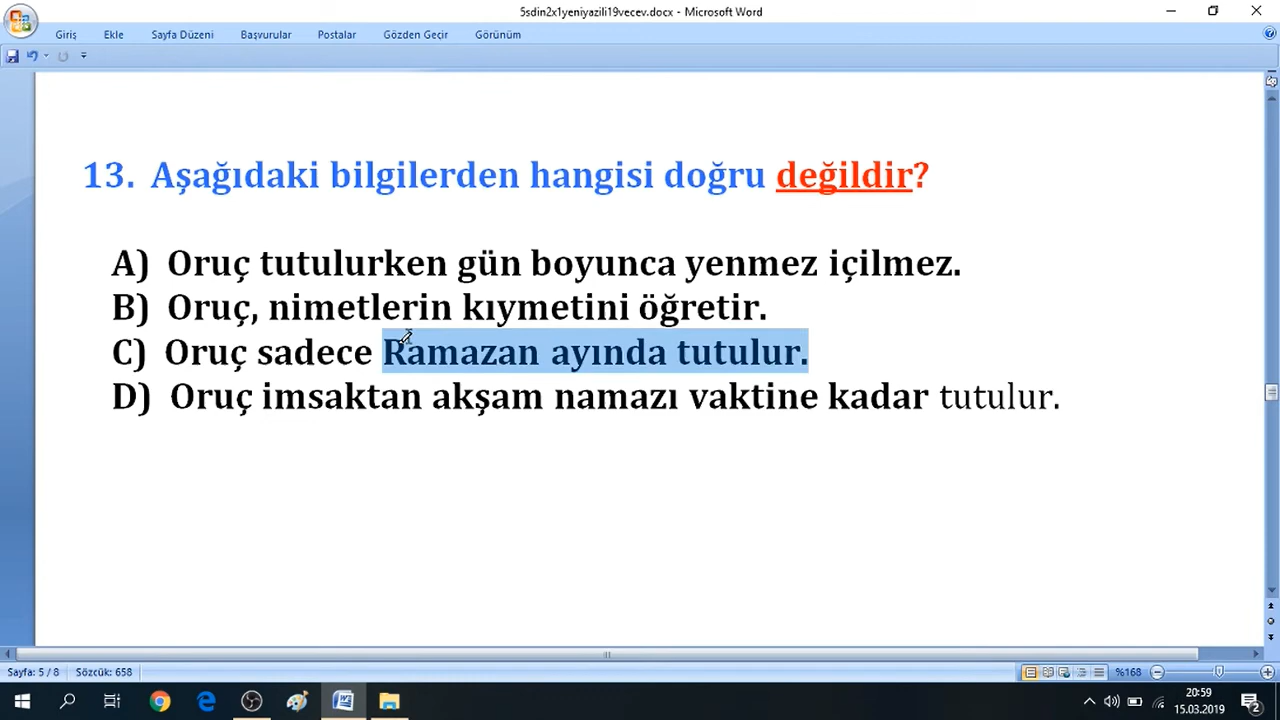 5sdin2x1yeniyazili19vecev.docx - Microsoft Word
Giriş Ekle Sayfa Düzeni Başvurular Postalar Gözden Geçir Görünüm
13. Aşağıdaki bilgilerden hangisi doğru değildir?
A) Oruç tutulurken gün boyunca yenmez içilmez.
B) Oruç, nimetlerin kıymetini öğretir.
C) Oruç sadece Ramazan ayında tutulur.
D) Oruç imsaktan akşam namazı vaktine kadar tutulur.
Sayfa: 5 / 8 Sözcük: 658 %168
20:59
15.03.2019
2